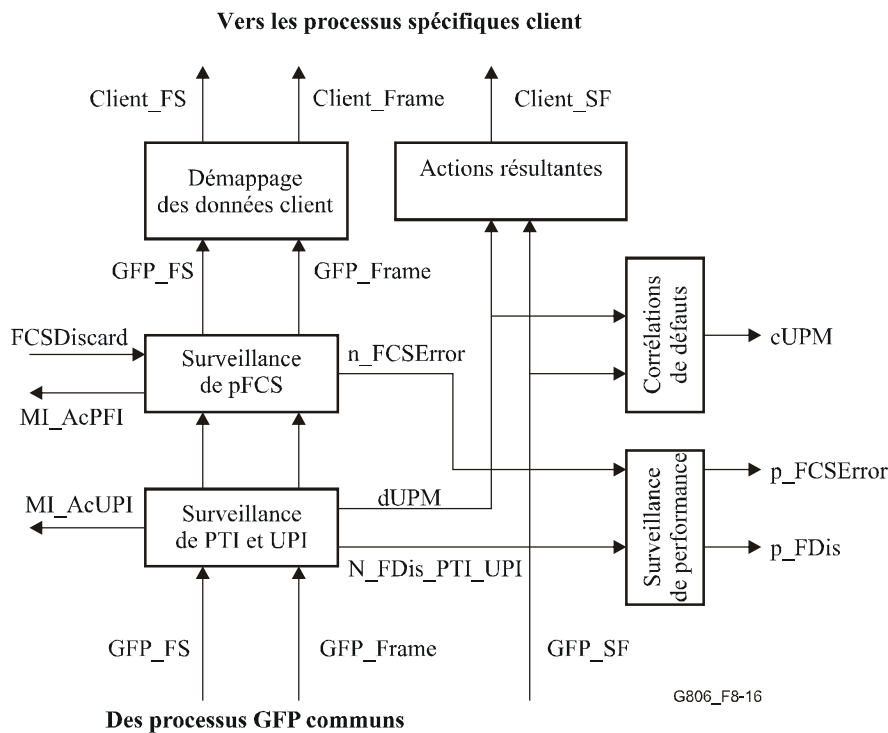 Vers les processus spécifiques client
Client_FS
Client_Frame
Client_SF
Démappage
des données client
Actions résultantes
GFP_FS
GFP_Frame
FCSDiscard
Surveillance
de pFCS
n_FCSError
MI_AcPFI
Corrélations
de défauts
cUPM
MI_AcUPI
Surveillance
de PTI et UPI
dUPM
N_FDis_PTI_UPI
Surveillance
de performance
p_FCSError
p_FDis
GFP_FS
GFP_Frame
GFP_SF
G806_F8-16
Des processus GFP communs